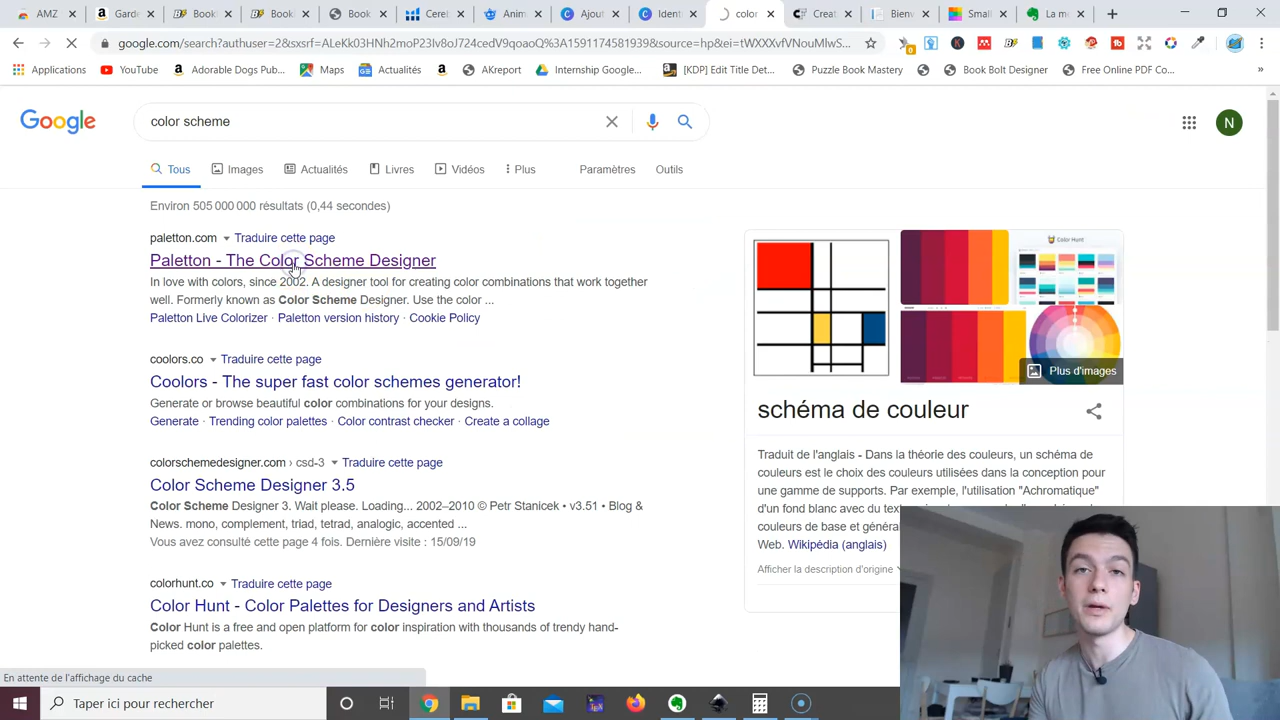 AMZ
Garde
Book
Book
Book
Cereb
Anim
Ajout
Identi
color
Creat
Bienv
Small
La mé
google.com/search?authuser=2&sxsrf=ALeKk03HNh2moP23lv8oJ724cedV9qoaoQ%3A1591174581939&source=hp&ei=tWXXXvfVNouMlwS...
Applications
YouTube
Adorable Dogs Pub...
Maps
Actualités
AKreport
Internship Google...
[KDP] Edit Title Det...
Puzzle Book Mastery
Book Bolt Designer
Free Online PDF Co...
»
Google
color scheme
N
Tous
Images
Actualités
Livres
Vidéos
Plus
Paramètres
Outils
Environ 505 000 000 résultats (0,44 secondes)
paletton.com Traduire cette page
Paletton - The Color Scheme Designer
In love with colors, since 2002. A designer tool for creating color combinations that work together
well. Formerly known as Color Scheme Designer. Use the color ...
Paletton Live Colorizer · Paletton version history · Cookie Policy
coolors.co Traduire cette page
Coolors - The super fast color schemes generator!
Generate or browse beautiful color combinations for your designs.
Generate · Trending color palettes · Color contrast checker · Create a collage
colorschemedesigner.com › csd-3 Traduire cette page
Color Scheme Designer 3.5
Color Scheme Designer 3. Wait please. Loading... 2002–2010 © Petr Stanicek • v3.51 • Blog &
News. mono, complement, triad, tetrad, analogic, accented ...
Vous avez consulté cette page 4 fois. Dernière visite : 15/09/19
colorhunt.co Traduire cette page
Color Hunt - Color Palettes for Designers and Artists
Color Hunt is a free and open platform for color inspiration with thousands of trendy hand-
picked color palettes.
Color Hunt
Plus d'images
schéma de couleur
Traduit de l'anglais - Dans la théorie des couleurs, un schéma de
couleurs est le choix des couleurs utilisées dans la conception pour
une gamme de supports. Par exemple, l'utilisation "Achromatique"
d'un fond blanc avec du tex
couleurs de base et généra
Web. Wikipédia (anglais)
Afficher la description d'origine
En attente de l'affichage du cache
Taper ici pour rechercher